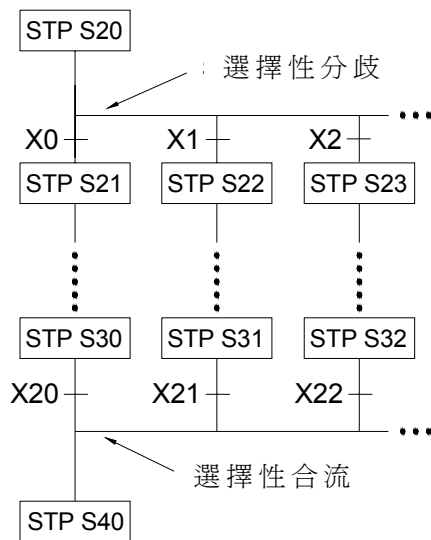 STP S20
選擇性分歧
X0 X1 X2
STP S21 STP S22 STP S23
STP S30 STP S31 STP S32
X20 X21 X22
選擇性合流
STP S40